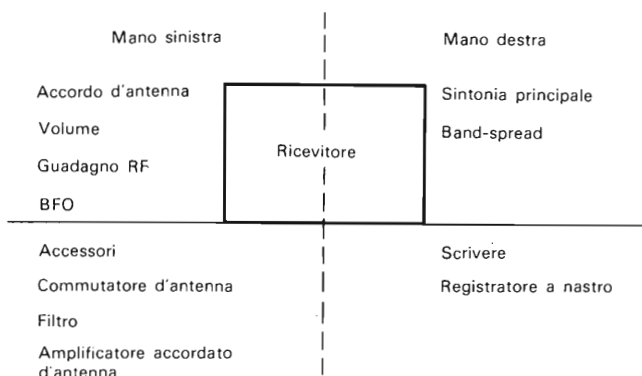 Mano sinistra
Mano destra
Accordo d'antenna
Sintonia principale
Volume
Band-spread
Ricevitore
Guadagno RF
BFO
Accessori
Scrivere
Commutatore d'antenna
Registratore a nastro
Filtro
Amplificatore accordato
d'antenna